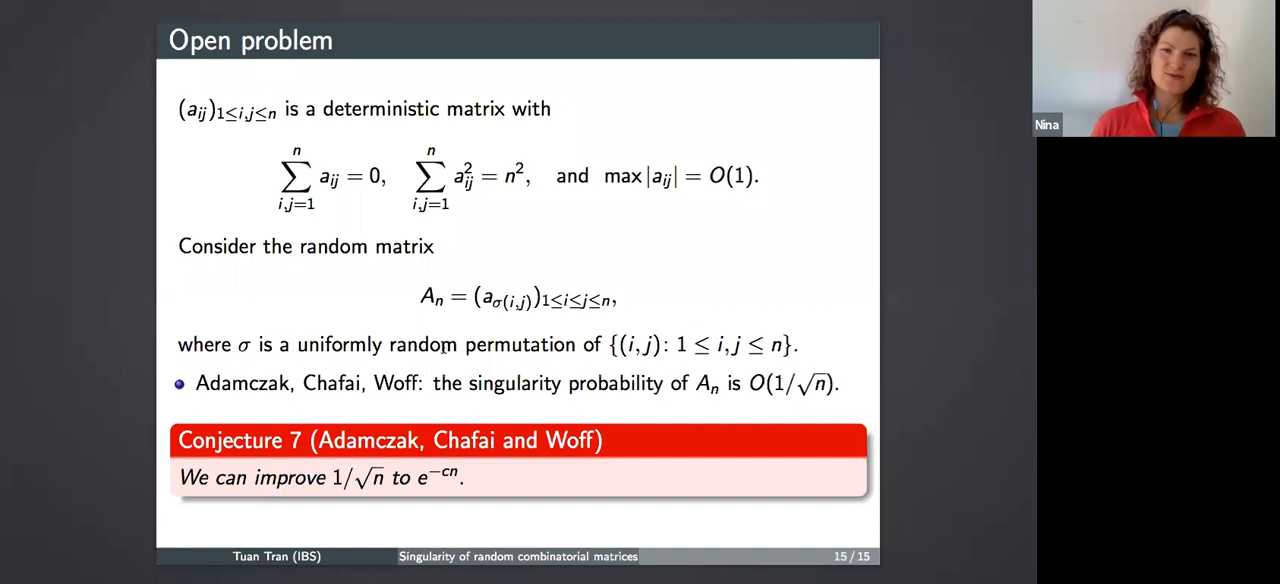 Open problem
(a_{ij})_{1≤i,j≤n} is a deterministic matrix with
\sum_{i,j=1}^{n} a_{ij} = 0, \sum_{i,j=1}^{n} a_{ij}^2 = n^2, and max|a_{ij}| = O(1).
Consider the random matrix
A_n = (a_{σ(i,j)})_{1≤i≤j≤n},
where σ is a uniformly random permutation of {(i, j): 1 ≤ i, j ≤ n}.
Adamczak, Chafai, Woff: the singularity probability of A_n is O(1/√n).
Conjecture 7 (Adamczak, Chafai and Woff)
We can improve 1/√n to e^{-cn}.
Tuan Tran (IBS) Singularity of random combinatorial matrices 15 / 15
Nina